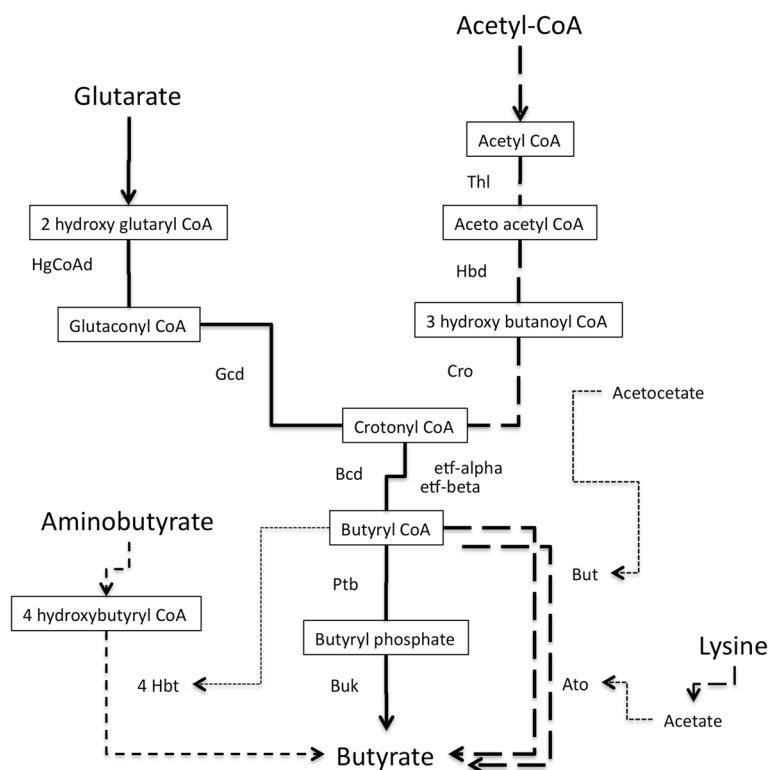 Acetyl-CoA
Glutarate
Acetyl CoA
Thl
2 hydroxy glutaryl CoA
Aceto acetyl CoA
HgCoAd
Hbd
Glutaconyl CoA
3 hydroxy butanoyl CoA
Gcd
Cro
Acetocetate
Crotonyl CoA
Bcd
etf-alpha
etf-beta
Aminobutyrate
Butyryl CoA
Ptb
But
4 hydroxybutyryl CoA
Butyryl phosphate
Lysine
4 Hbt
Buk
Ato
Acetate
Butyrate